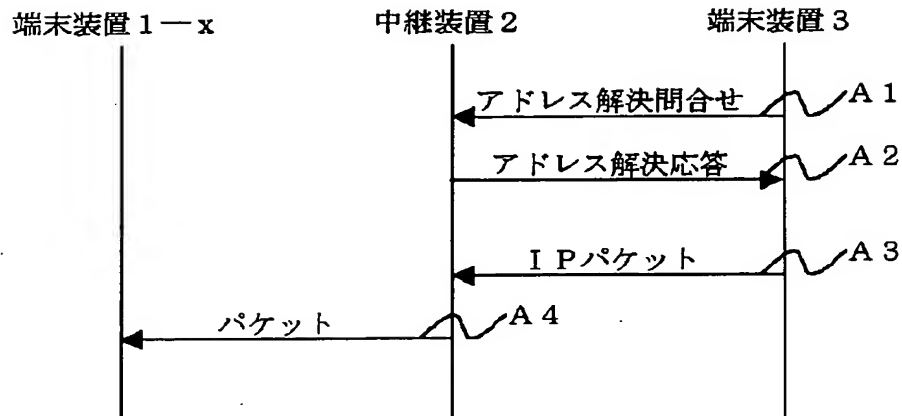 端末装置１―ｘ 中継装置２ 端末装置３
アドレス解決問合せ Ａ１
アドレス解決応答 Ａ２
ＩＰパケット Ａ３
パケット Ａ４